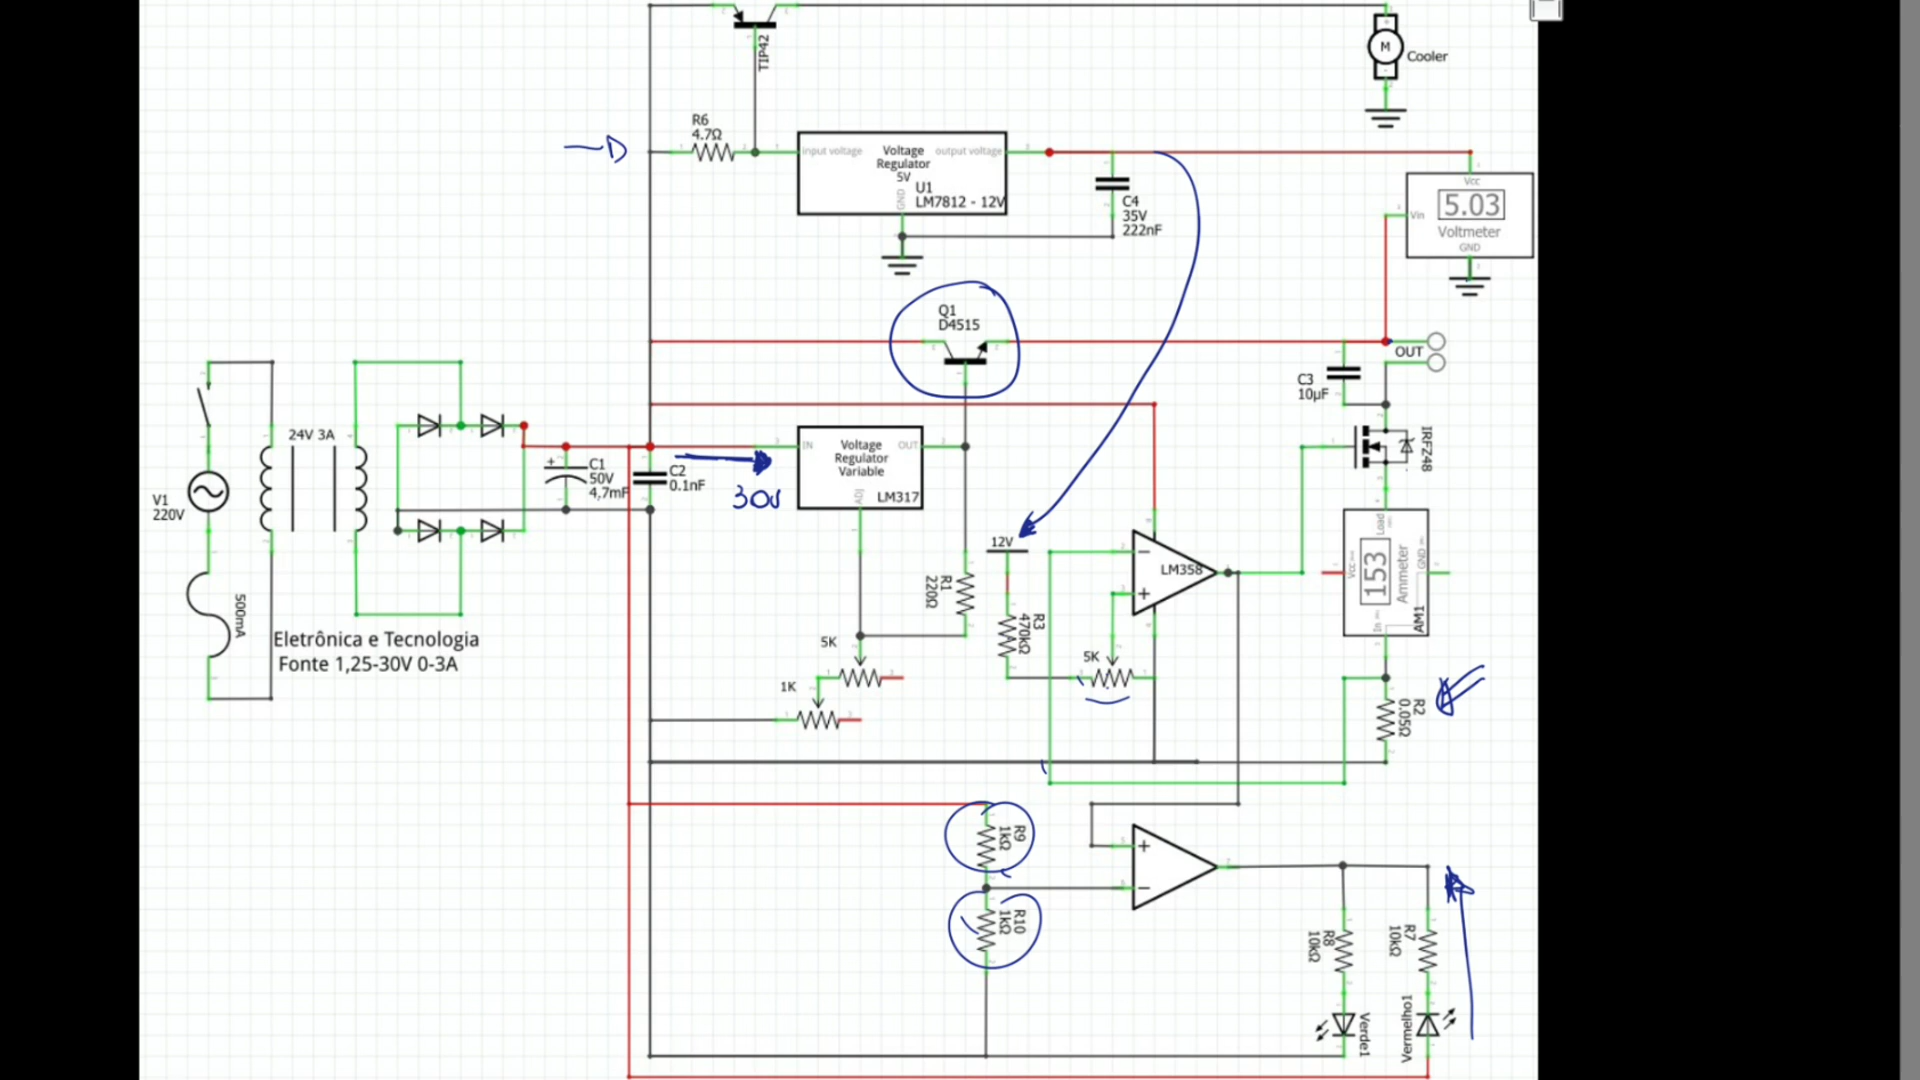 TIP42
M
Cooler
R6
4.7Ω
Input voltage
Voltage
Regulator
5V
output voltage
GND
U1
LM7812 - 12V
C4
35V
222nF
Vcc
5.03
Vin
Voltmeter
GND
Q1
D4515
OUT
C3
10µF
IRFZ48
24V 3A
V1
220V
500mA
+
C1
50V
4,7mF
C2
0.1nF
30v
IN
Voltage
Regulator
Variable
OUT
ADJ
LM317
12V
R1
220Ω
R3
470kΩ
LM358
Load
Vcc
153
Ammeter
GND
In
AM1
Eletrônica e Tecnologia
Fonte 1,25-30V 0-3A
5K
1K
5K
R2
0.05Ω
R9
1kΩ
R10
1kΩ
R8
10kΩ
R7
10kΩ
Verde1
Vermelho1